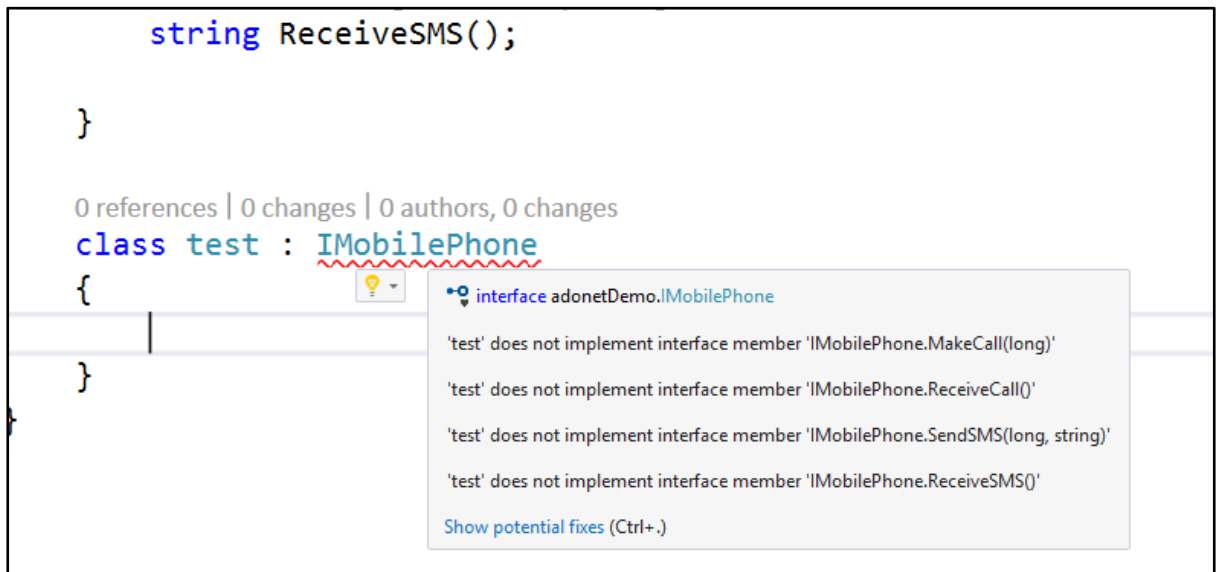 string ReceiveSMS();
}
0 references | 0 changes | 0 authors, 0 changes
class test : IMobilePhone
{
interface adonetDemo.IMobilePhone
'test' does not implement interface member 'IMobilePhone.MakeCall(long)'
'test' does not implement interface member 'IMobilePhone.ReceiveCall()'
'test' does not implement interface member 'IMobilePhone.SendSMS(long, string)'
'test' does not implement interface member 'IMobilePhone.ReceiveSMS()'
Show potential fixes (Ctrl+.)
}
}